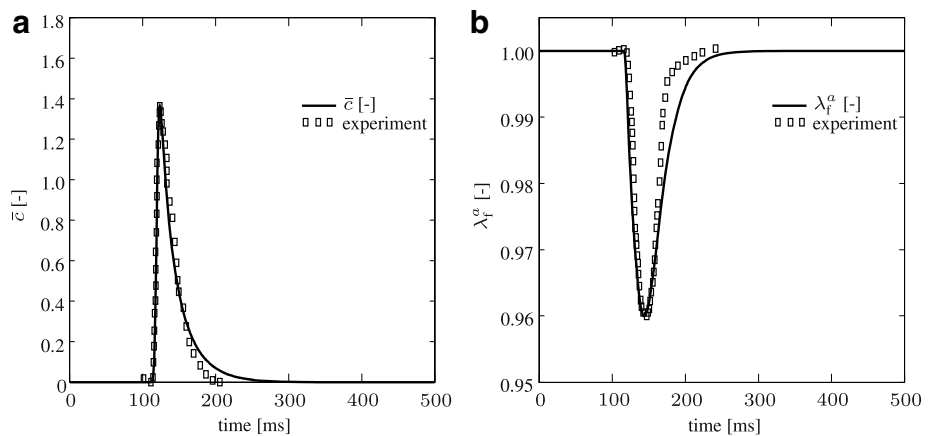 a
1.8
1.6
1.4
1.2
1.0
0.8
0.6
0.4
0.2
0
c̄ [-]
c̄ [-]
experiment
0 100 200 300 400 500
time [ms]
b
1.00
0.99
0.98
0.97
0.96
0.95
λ_f^a [-]
λ_f^a [-]
experiment
0 100 200 300 400 500
time [ms]